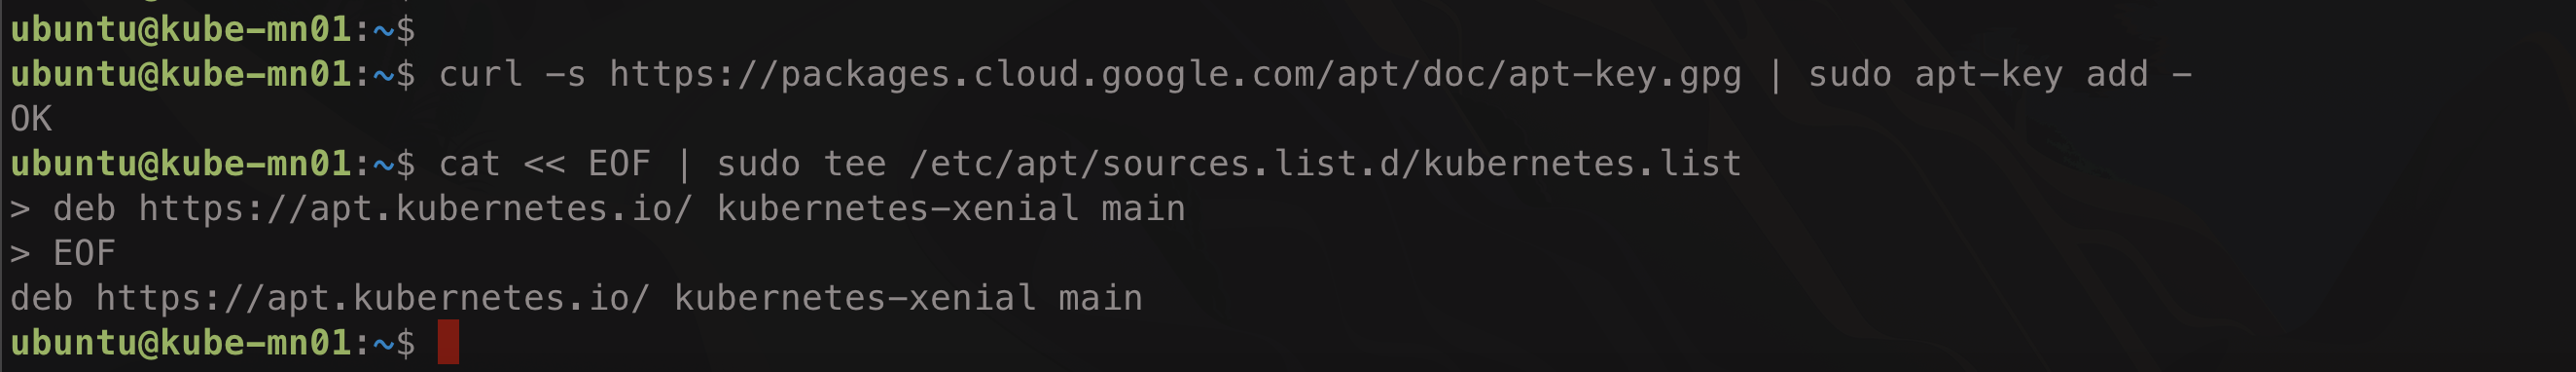 ubuntu@kube-mn01:~$
ubuntu@kube-mn01:~$ curl -s https://packages.cloud.google.com/apt/doc/apt-key.gpg | sudo apt-key add -
OK
ubuntu@kube-mn01:~$ cat << EOF | sudo tee /etc/apt/sources.list.d/kubernetes.list
> deb https://apt.kubernetes.io/ kubernetes-xenial main
> EOF
deb https://apt.kubernetes.io/ kubernetes-xenial main
ubuntu@kube-mn01:~$